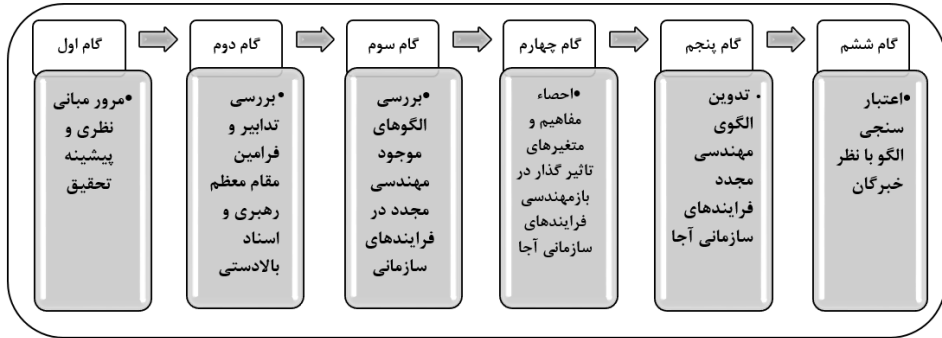 گام اول
•مرور مبانی
نظری و
پیشینه
تحقیق
گام دوم
•بررسی
تدابیر و
فرامین
مقام معظم
رهبری و
اسناد
بالادستی
گام سوم
•بررسی
الگوهای
موجود
مهندسی
مجدد در
فرایندهای
سازمانی
گام چهارم
•احصاء
مفاهیم و
متغیرهای
تاثیر گذار در
بازمهندسی
فرایندهای
سازمانی آجا
گام پنجم
• تدوین
الگوی
مهندسی
مجدد
فرایندهای
سازمانی آجا
گام ششم
•اعتبار
سنجی
الگو با نظر
خبرگان